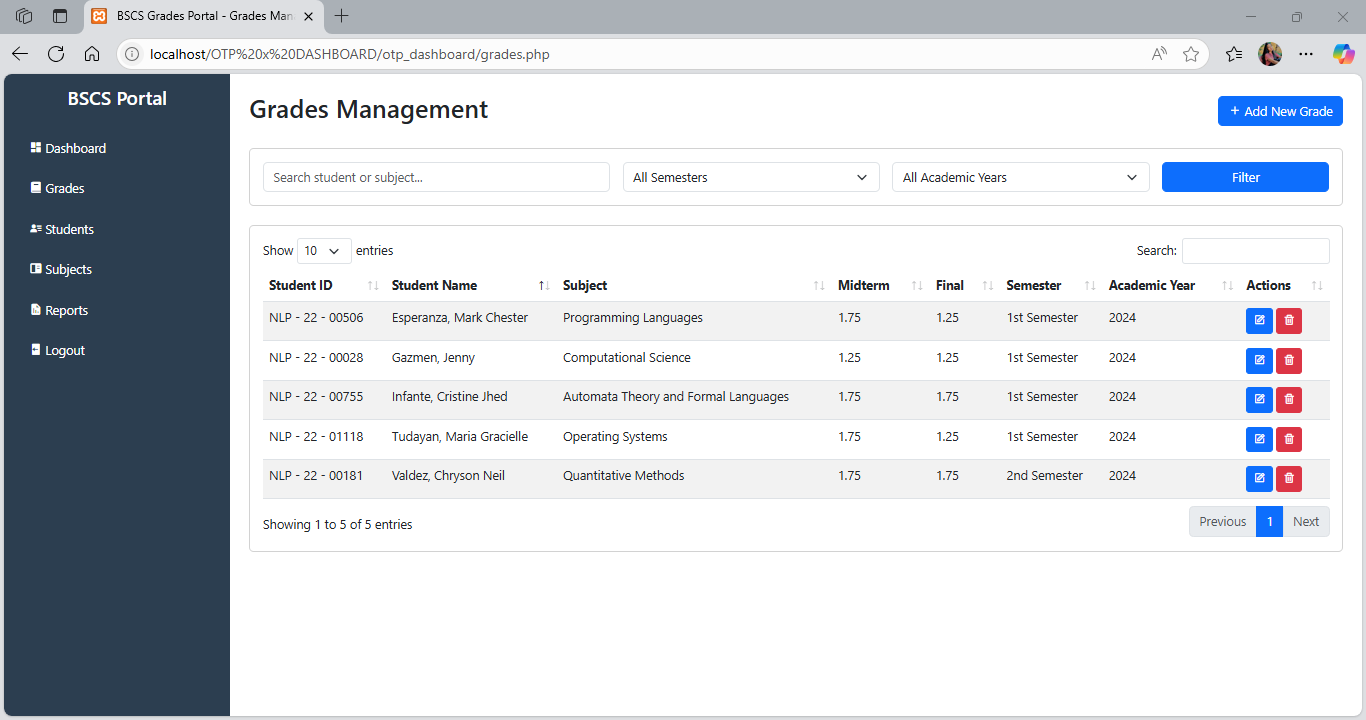 BSCS Grades Portal - Grades Man
localhost/OTP%20x%20DASHBOARD/otp_dashboard/grades.php
BSCS Portal
Dashboard
Grades
Students
Subjects
Reports
Logout
Grades Management
+ Add New Grade
Search student or subject... All Semesters All Academic Years Filter
Show 10 entries Search:
Student ID Student Name Subject Midterm Final Semester Academic Year Actions
NLP - 22 - 00506 Esperanza, Mark Chester Programming Languages 1.75 1.25 1st Semester 2024
NLP - 22 - 00028 Gazmen, Jenny Computational Science 1.25 1.25 1st Semester 2024
NLP - 22 - 00755 Infante, Cristine Jhed Automata Theory and Formal Languages 1.75 1.75 1st Semester 2024
NLP - 22 - 01118 Tudayan, Maria Gracielle Operating Systems 1.75 1.25 1st Semester 2024
NLP - 22 - 00181 Valdez, Chryson Neil Quantitative Methods 1.75 1.75 2nd Semester 2024
Showing 1 to 5 of 5 entries Previous 1 Next